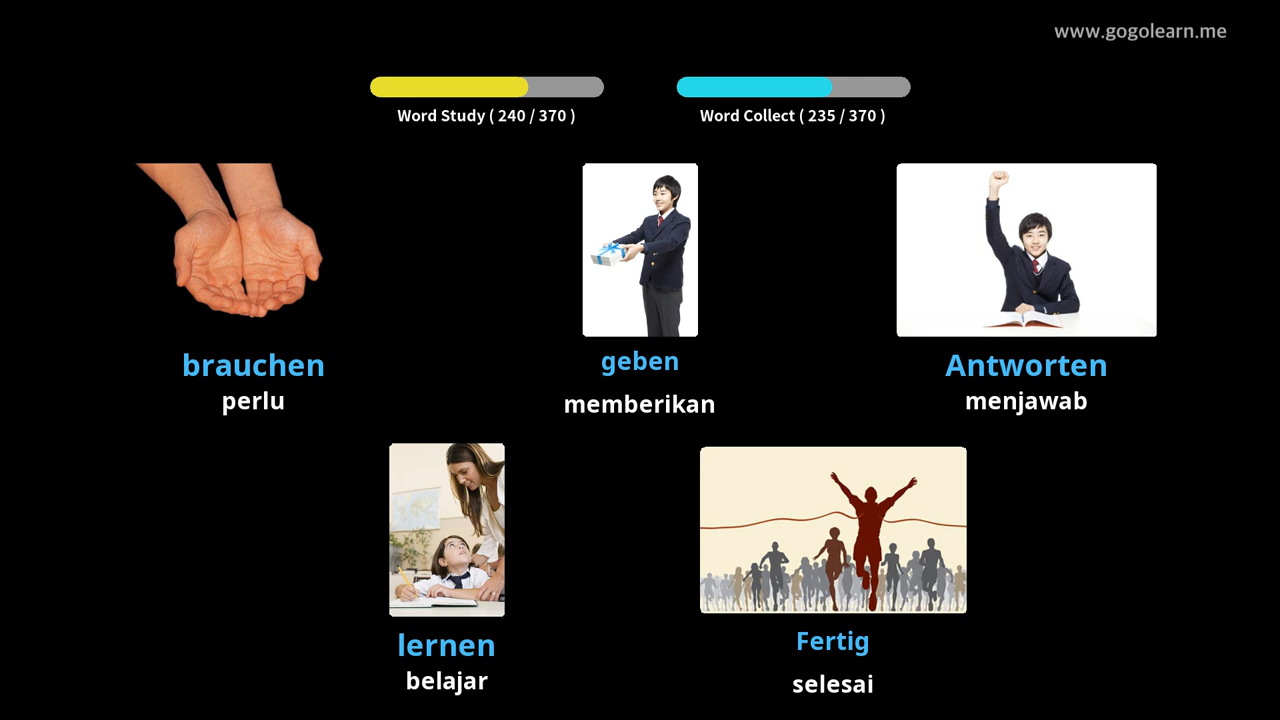 www.gogolearn.me
Word Study ( 240 / 370 )
Word Collect ( 235 / 370 )
brauchen
perlu
geben
memberikan
Antworten
menjawab
lernen
belajar
Fertig
selesai